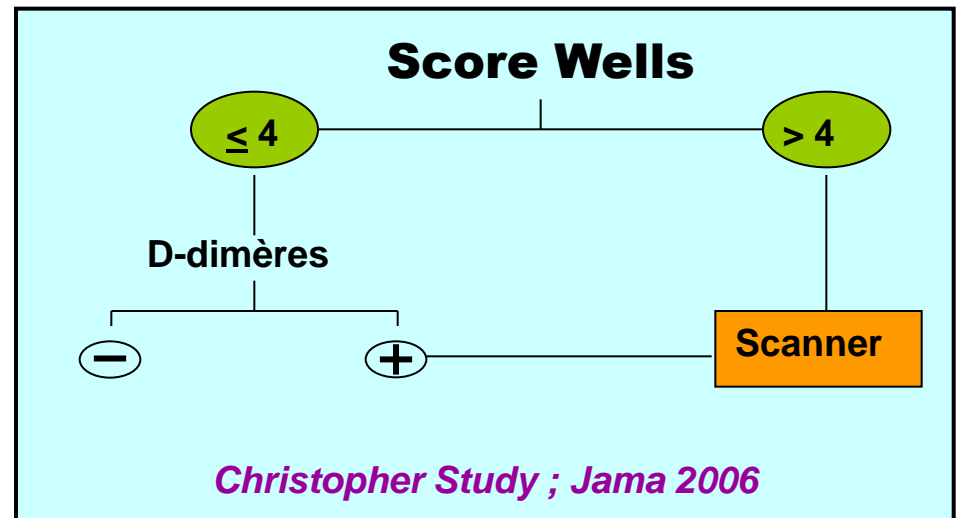 Score Wells
≤ 4
> 4
D-dimères
−
+
Scanner
Christopher Study ; Jama 2006